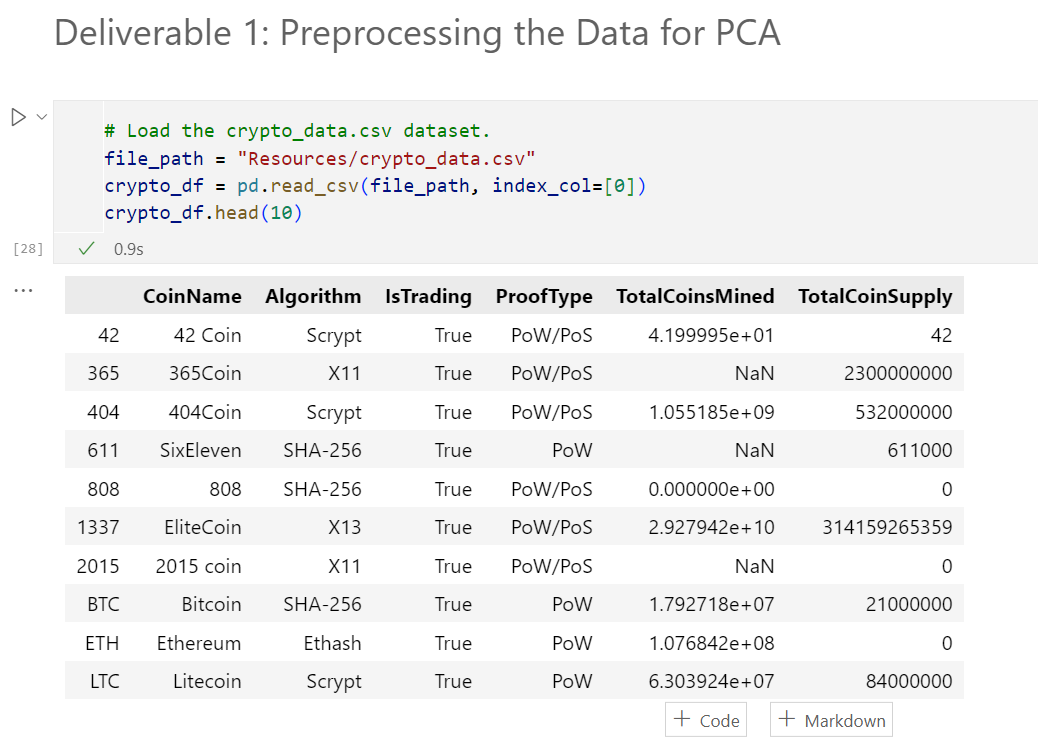 Deliverable 1: Preprocessing the Data for PCA
# Load the crypto_data.csv dataset.
file_path = "Resources/crypto_data.csv"
crypto_df = pd.read_csv(file_path, index_col=[0])
crypto_df.head(10)
[28] 0.9s
...
CoinName Algorithm IsTrading ProofType TotalCoinsMined TotalCoinSupply
42 42 Coin Scrypt True PoW/PoS 4.199995e+01 42
365 365Coin X11 True PoW/PoS NaN 2300000000
404 404Coin Scrypt True PoW/PoS 1.055185e+09 532000000
611 SixEleven SHA-256 True PoW NaN 611000
808 808 SHA-256 True PoW/PoS 0.000000e+00 0
1337 EliteCoin X13 True PoW/PoS 2.927942e+10 314159265359
2015 2015 coin X11 True PoW/PoS NaN 0
BTC Bitcoin SHA-256 True PoW 1.792718e+07 21000000
ETH Ethereum Ethash True PoW 1.076842e+08 0
LTC Litecoin Scrypt True PoW 6.303924e+07 84000000
+ Code + Markdown